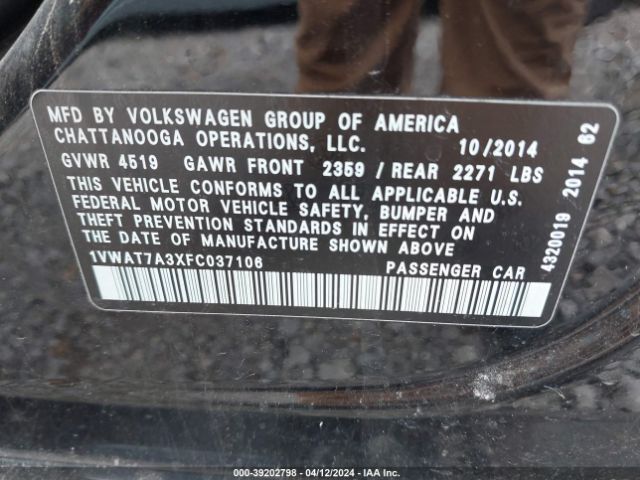 MFD BY VOLKSWAGEN GROUP OF AMERICA
CHATTANOOGA OPERATIONS, LLC. 10/2014
GVWR 4519 GAWR FRONT 2359 / REAR 2271 LBS
THIS VEHICLE CONFORMS TO ALL APPLICABLE U.S.
FEDERAL MOTOR VEHICLE SAFETY, BUMPER AND
THEFT PREVENTION STANDARDS IN EFFECT ON
THE DATE OF MANUFACTURE SHOWN ABOVE
1VWAT7A3XFC037106 PASSENGER CAR
4320019 2014 62
000-39202798 - 04/12/2024 - IAA Inc.